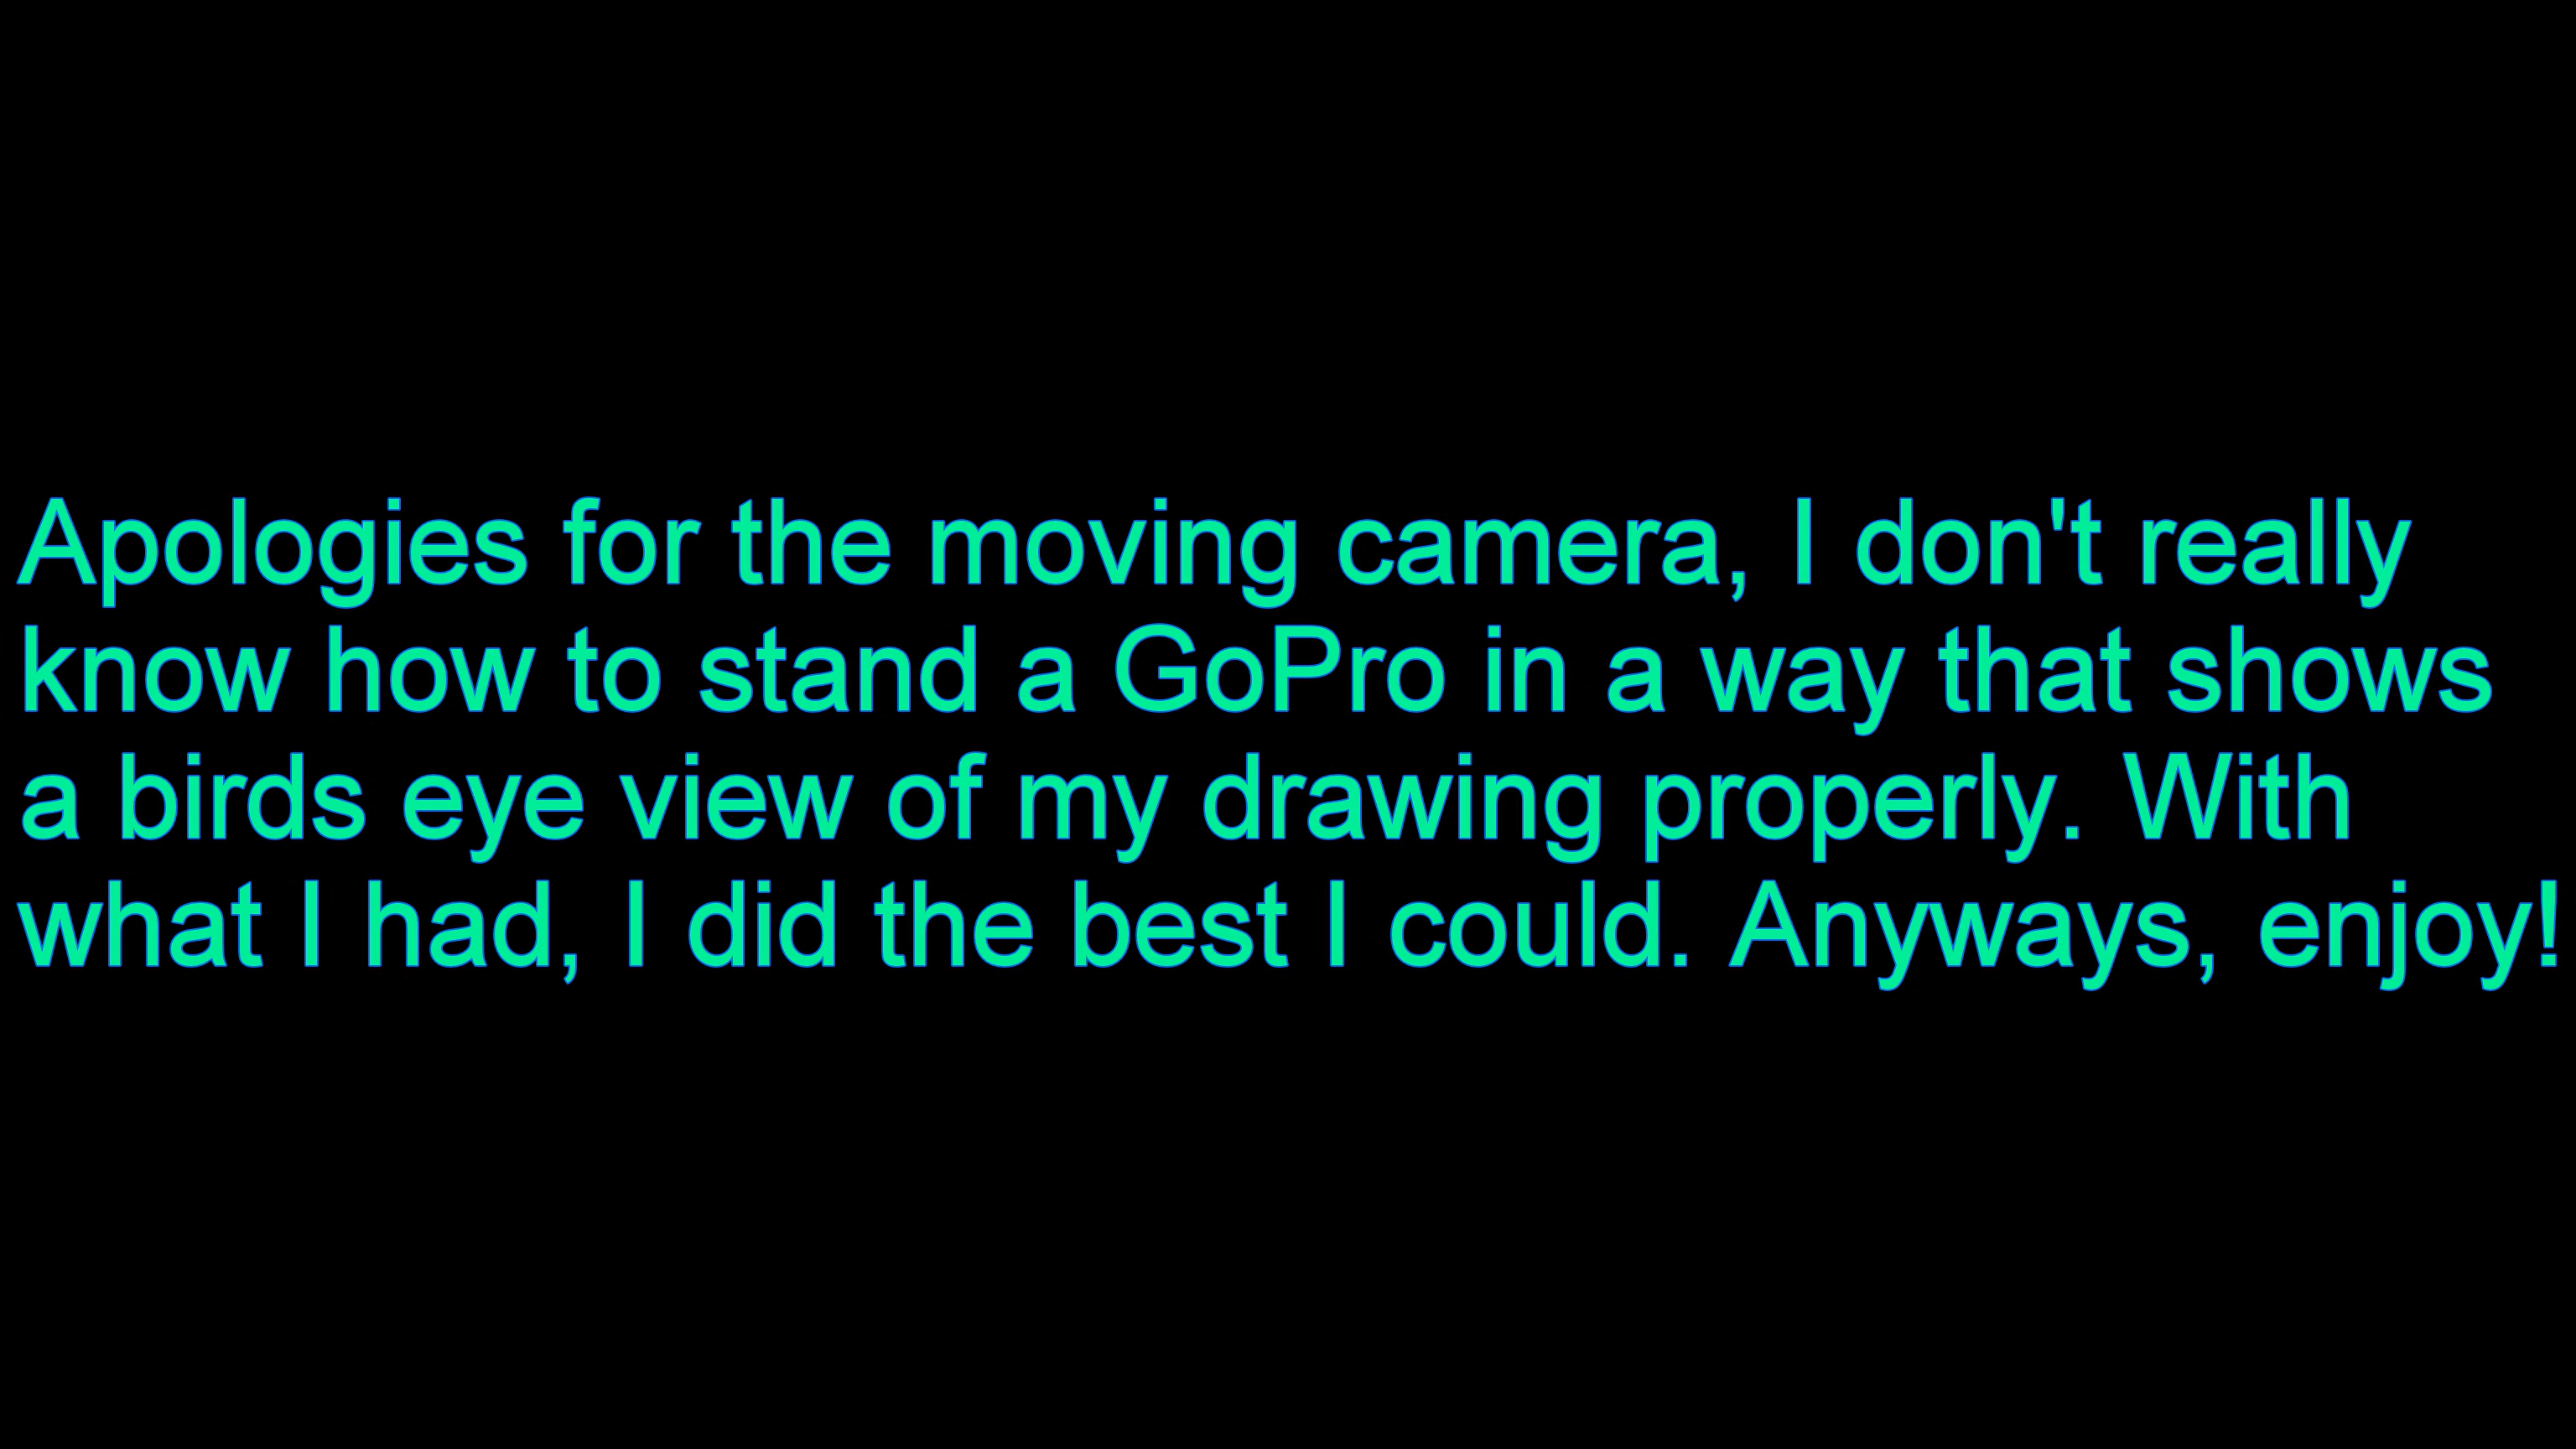 Apologies for the moving camera, I don't really
know how to stand a GoPro in a way that shows
a birds eye view of my drawing properly. With
what I had, I did the best I could. Anyways, enjoy!